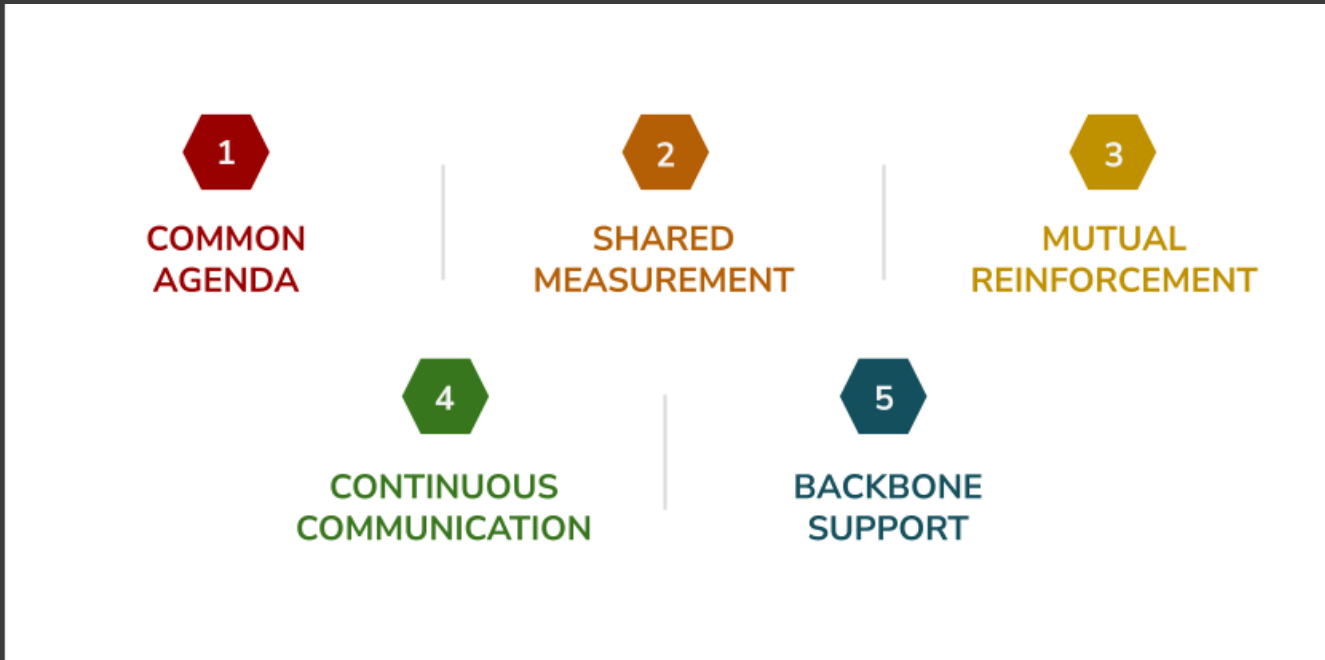 1
COMMON
AGENDA
2
SHARED
MEASUREMENT
3
MUTUAL
REINFORCEMENT
4
CONTINUOUS
COMMUNICATION
5
BACKBONE
SUPPORT